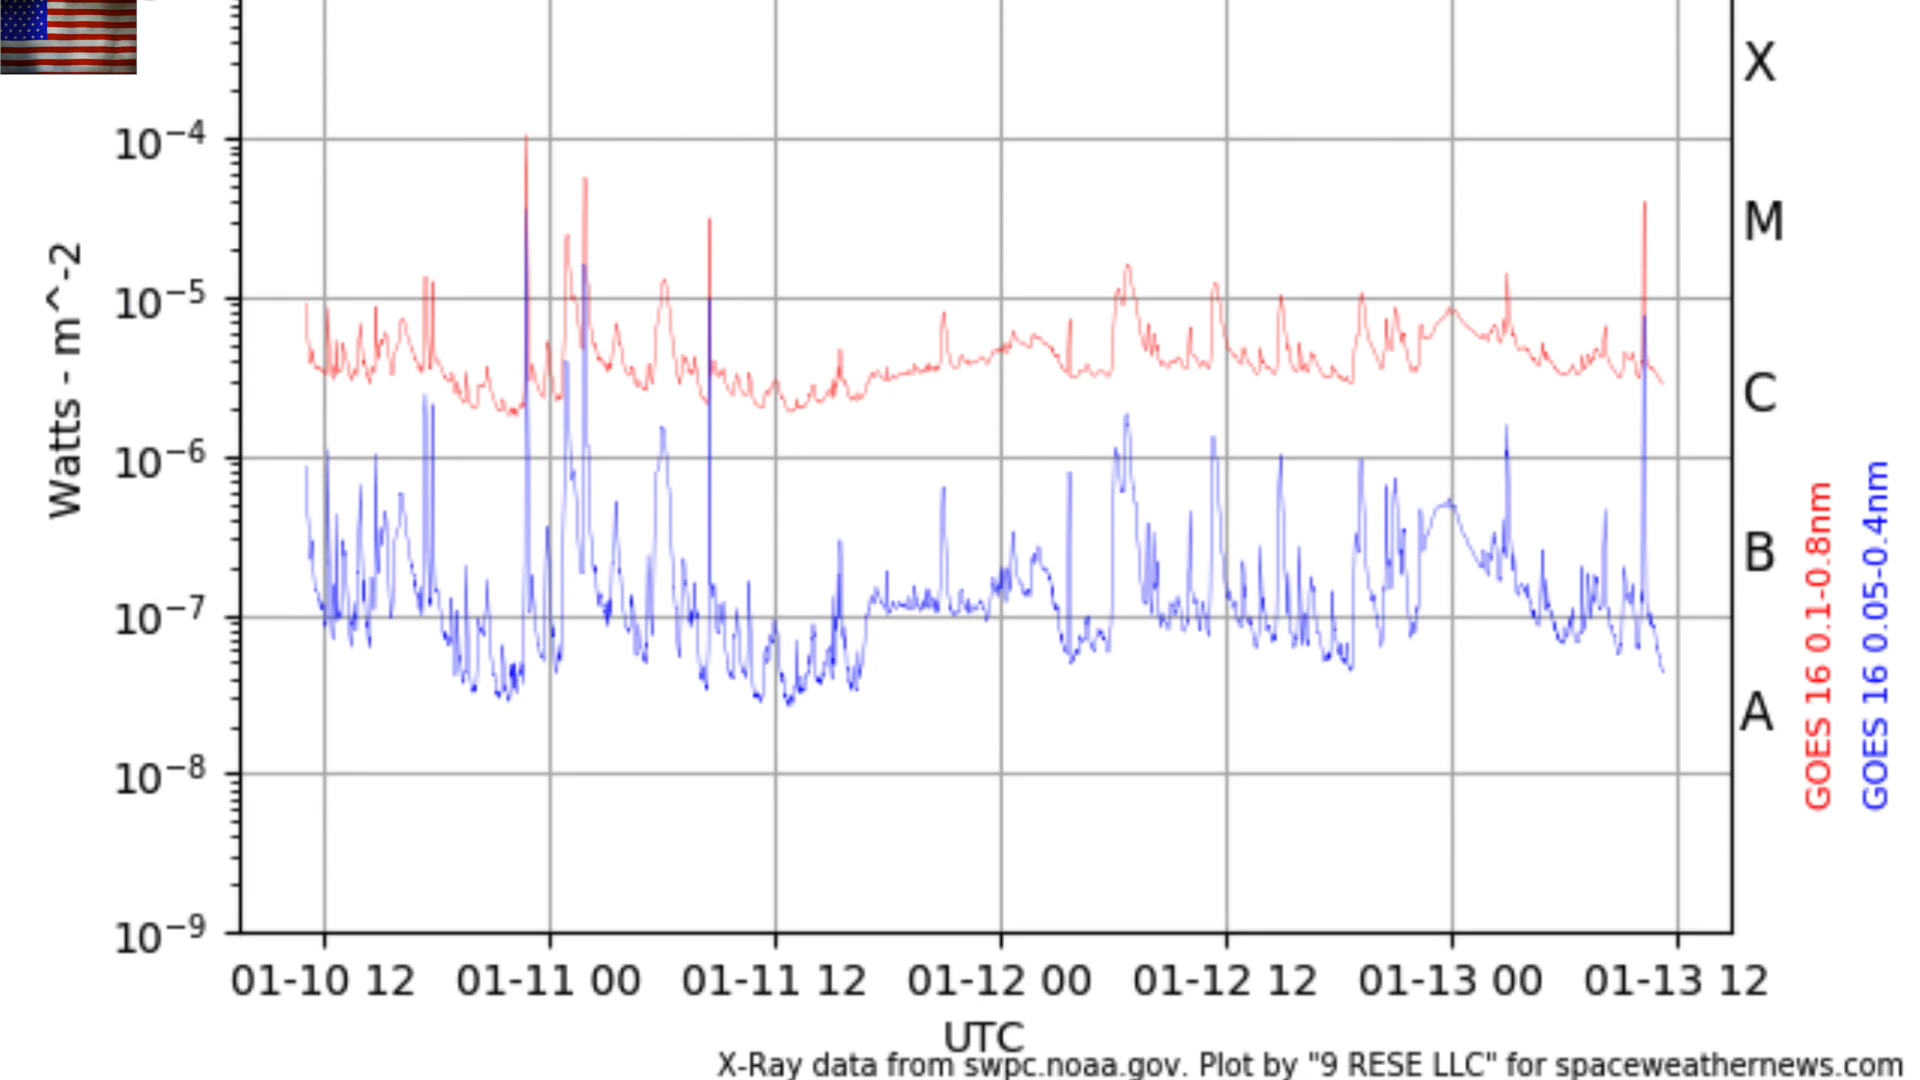 X
10^−4
M
10^−5
Watts - m^-2
C
10^−6
B
10^−7
A
10^−8
10^−9
GOES 16 0.1-0.8nm
GOES 16 0.05-0.4nm
01-10 12 01-11 00 01-11 12 01-12 00 01-12 12 01-13 00 01-13 12
UTC
X-Ray data from swpc.noaa.gov. Plot by "9 RESE LLC" for spaceweathernews.com